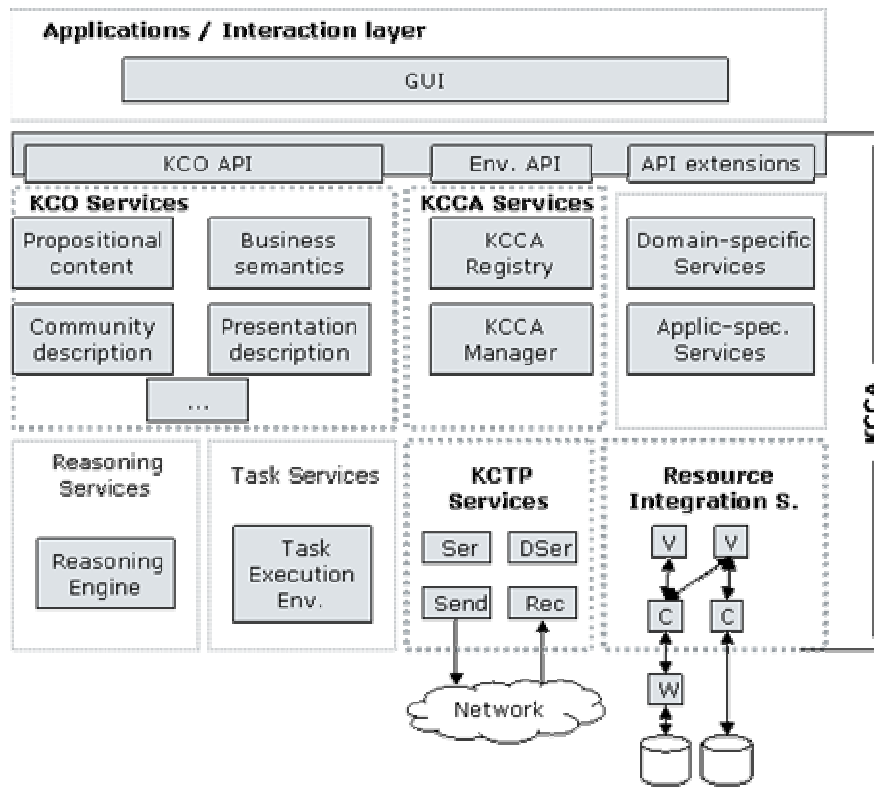 Applications / Interaction layer
GUI
KCO API
Env. API
API extensions
KCO Services
KCCA Services
Propositional
content
Business
semantics
KCCA
Registry
Domain-specific
Services
Community
description
Presentation
description
KCCA
Manager
Applic-spec.
Services
...
KCCA
Reasoning
Services
Task Services
KCTP
Services
Resource
Integration S.
Reasoning
Engine
Task
Execution
Env.
Ser
DSer
V
V
Send
Rec
C
C
W
Network